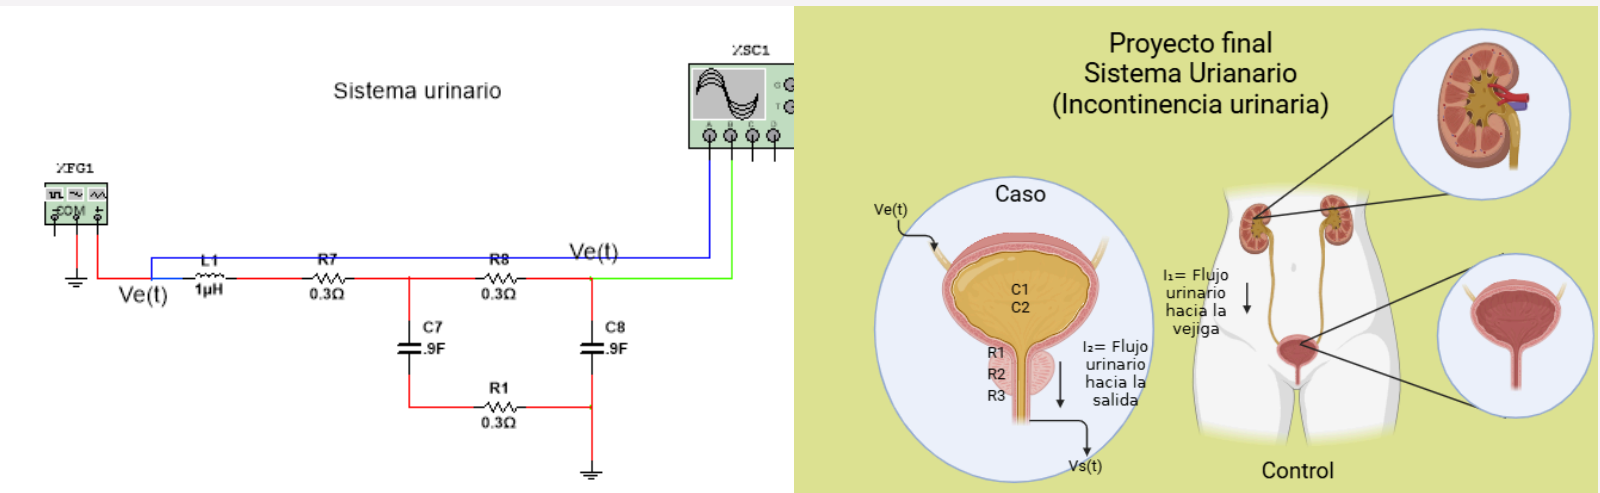 XSC1
Sistema urinario
G
T
A B C D
XFG1
COM
Ve(t)
L1
1μH
R7
0.3Ω
R8
0.3Ω
Ve(t)
C7
.9F
C8
.9F
R1
0.3Ω
Proyecto final
Sistema Urianario
(Incontinencia urinaria)
Caso
Ve(t)
C1
C2
R1
R2
R3
I₂= Flujo
urinario
hacia la
salida
Vs(t)
I₁= Flujo
urinario
hacia la
vejiga
Control